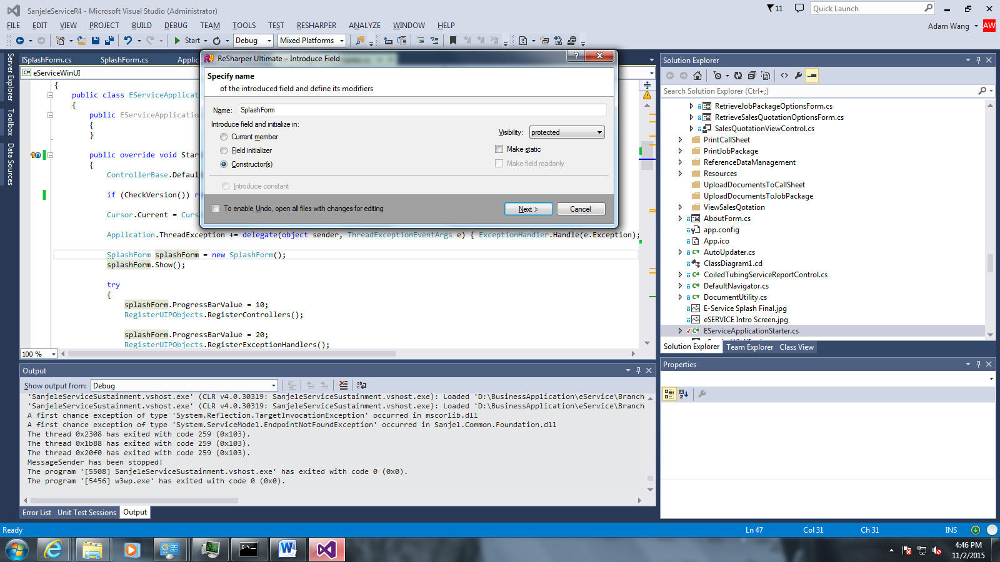 SanjeleServiceR4 - Microsoft Visual Studio (Administrator)
11
Quick Launch
FILE EDIT VIEW PROJECT BUILD DEBUG TEAM TOOLS TEST RESHARPER ANALYZE WINDOW HELP
Adam Wang AW
Start Debug Mixed Platforms
Server Explorer
Toolbox
Data Sources
ISplashForm.cs SplashForm.cs Applic
C# eServiceWinUI
{
public class EServiceApplicat
{
public EServiceApplication
{
}
public override void Star
{
ControllerBase.Defaul
if (CheckVersion()) r
Cursor.Current = Curs
Application.ThreadException += delegate(object sender, ThreadExceptionEventArgs e) { ExceptionHandler.Handle(e.Exception);
SplashForm splashForm = new SplashForm();
splashForm.Show();
try
{
splashForm.ProgressBarValue = 10;
RegisterUIPObjects.RegisterControllers();
splashForm.ProgressBarValue = 20;
RegisterUIPObjects.RegisterExceptionHandlers();
100 %
ReSharper Ultimate – Introduce Field
Specify name
of the introduced field and define its modifiers
Name: SplashForm
Introduce field and initialize in:
Current member
Field initializer
Constructor(s)
Visibility: protected
Make static
Make field readonly
Introduce constant
To enable Undo, open all files with changes for editing
Next > Cancel
Output
Show output from: Debug
'SanjeleServiceSustainment.vshost.exe' (CLR v4.0.30319: SanjeleServiceSustainment.vshost.exe): Loaded 'D:\BusinessApplication\eService\Branche
'SanjeleServiceSustainment.vshost.exe' (CLR v4.0.30319: SanjeleServiceSustainment.vshost.exe): Loaded 'D:\BusinessApplication\eService\Branche
A first chance exception of type 'System.Reflection.TargetInvocationException' occurred in mscorlib.dll
A first chance exception of type 'System.ServiceModel.EndpointNotFoundException' occurred in Sanjel.Common.Foundation.dll
The thread 0x2308 has exited with code 259 (0x103).
The thread 0x1b88 has exited with code 259 (0x103).
The thread 0x20f0 has exited with code 259 (0x103).
MessageSender has been stopped!
The program '[5508] SanjeleServiceSustainment.vshost.exe' has exited with code 0 (0x0).
The program '[5456] w3wp.exe' has exited with code 0 (0x0).
Error List Unit Test Sessions Output
Solution Explorer
Search Solution Explorer (Ctrl+;)
RetrieveJobPackageOptionsForm.cs
RetrieveSalesQuotationOptionsForm.cs
SalesQuotationViewControl.cs
PrintCallSheet
PrintJobPackage
ReferenceDataManagement
Resources
UploadDocumentsToCallSheet
UploadDocumentsToJobPackage
ViewSalesQotation
AboutForm.cs
app.config
App.ico
C# AutoUpdater.cs
ClassDiagram1.cd
C# CoiledTubingServiceReportControl.cs
C# DefaultNavigator.cs
C# DocumentUtility.cs
E-Service Splash Final.jpg
eSERVICE Intro Screen.jpg
C# EServiceApplicationStarter.cs
Solution Explorer Team Explorer Class View
Properties
Ready Ln 47 Col 31 Ch 31 INS
4:46 PM
11/2/2015